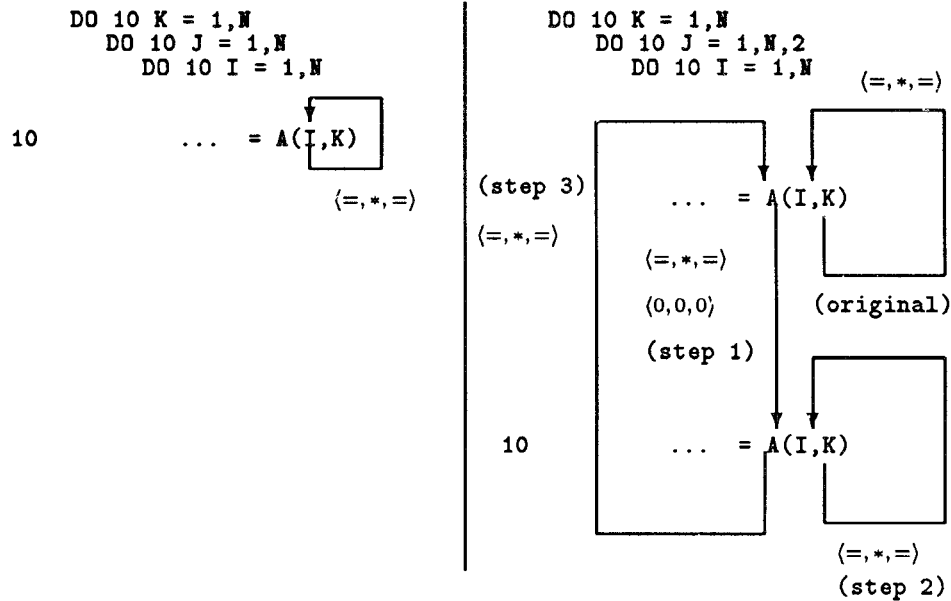 DO 10 K = 1,N
DO 10 J = 1,N
DO 10 I = 1,N
10 ... = A(I,K)
⟨=,*,=⟩
DO 10 K = 1,N
DO 10 J = 1,N,2
DO 10 I = 1,N
⟨=,*,=⟩
(step 3)
... = A(I,K)
⟨=,*,=⟩
⟨=,*,=⟩
⟨0,0,0⟩
(original)
(step 1)
10 ... = A(I,K)
⟨=,*,=⟩
(step 2)